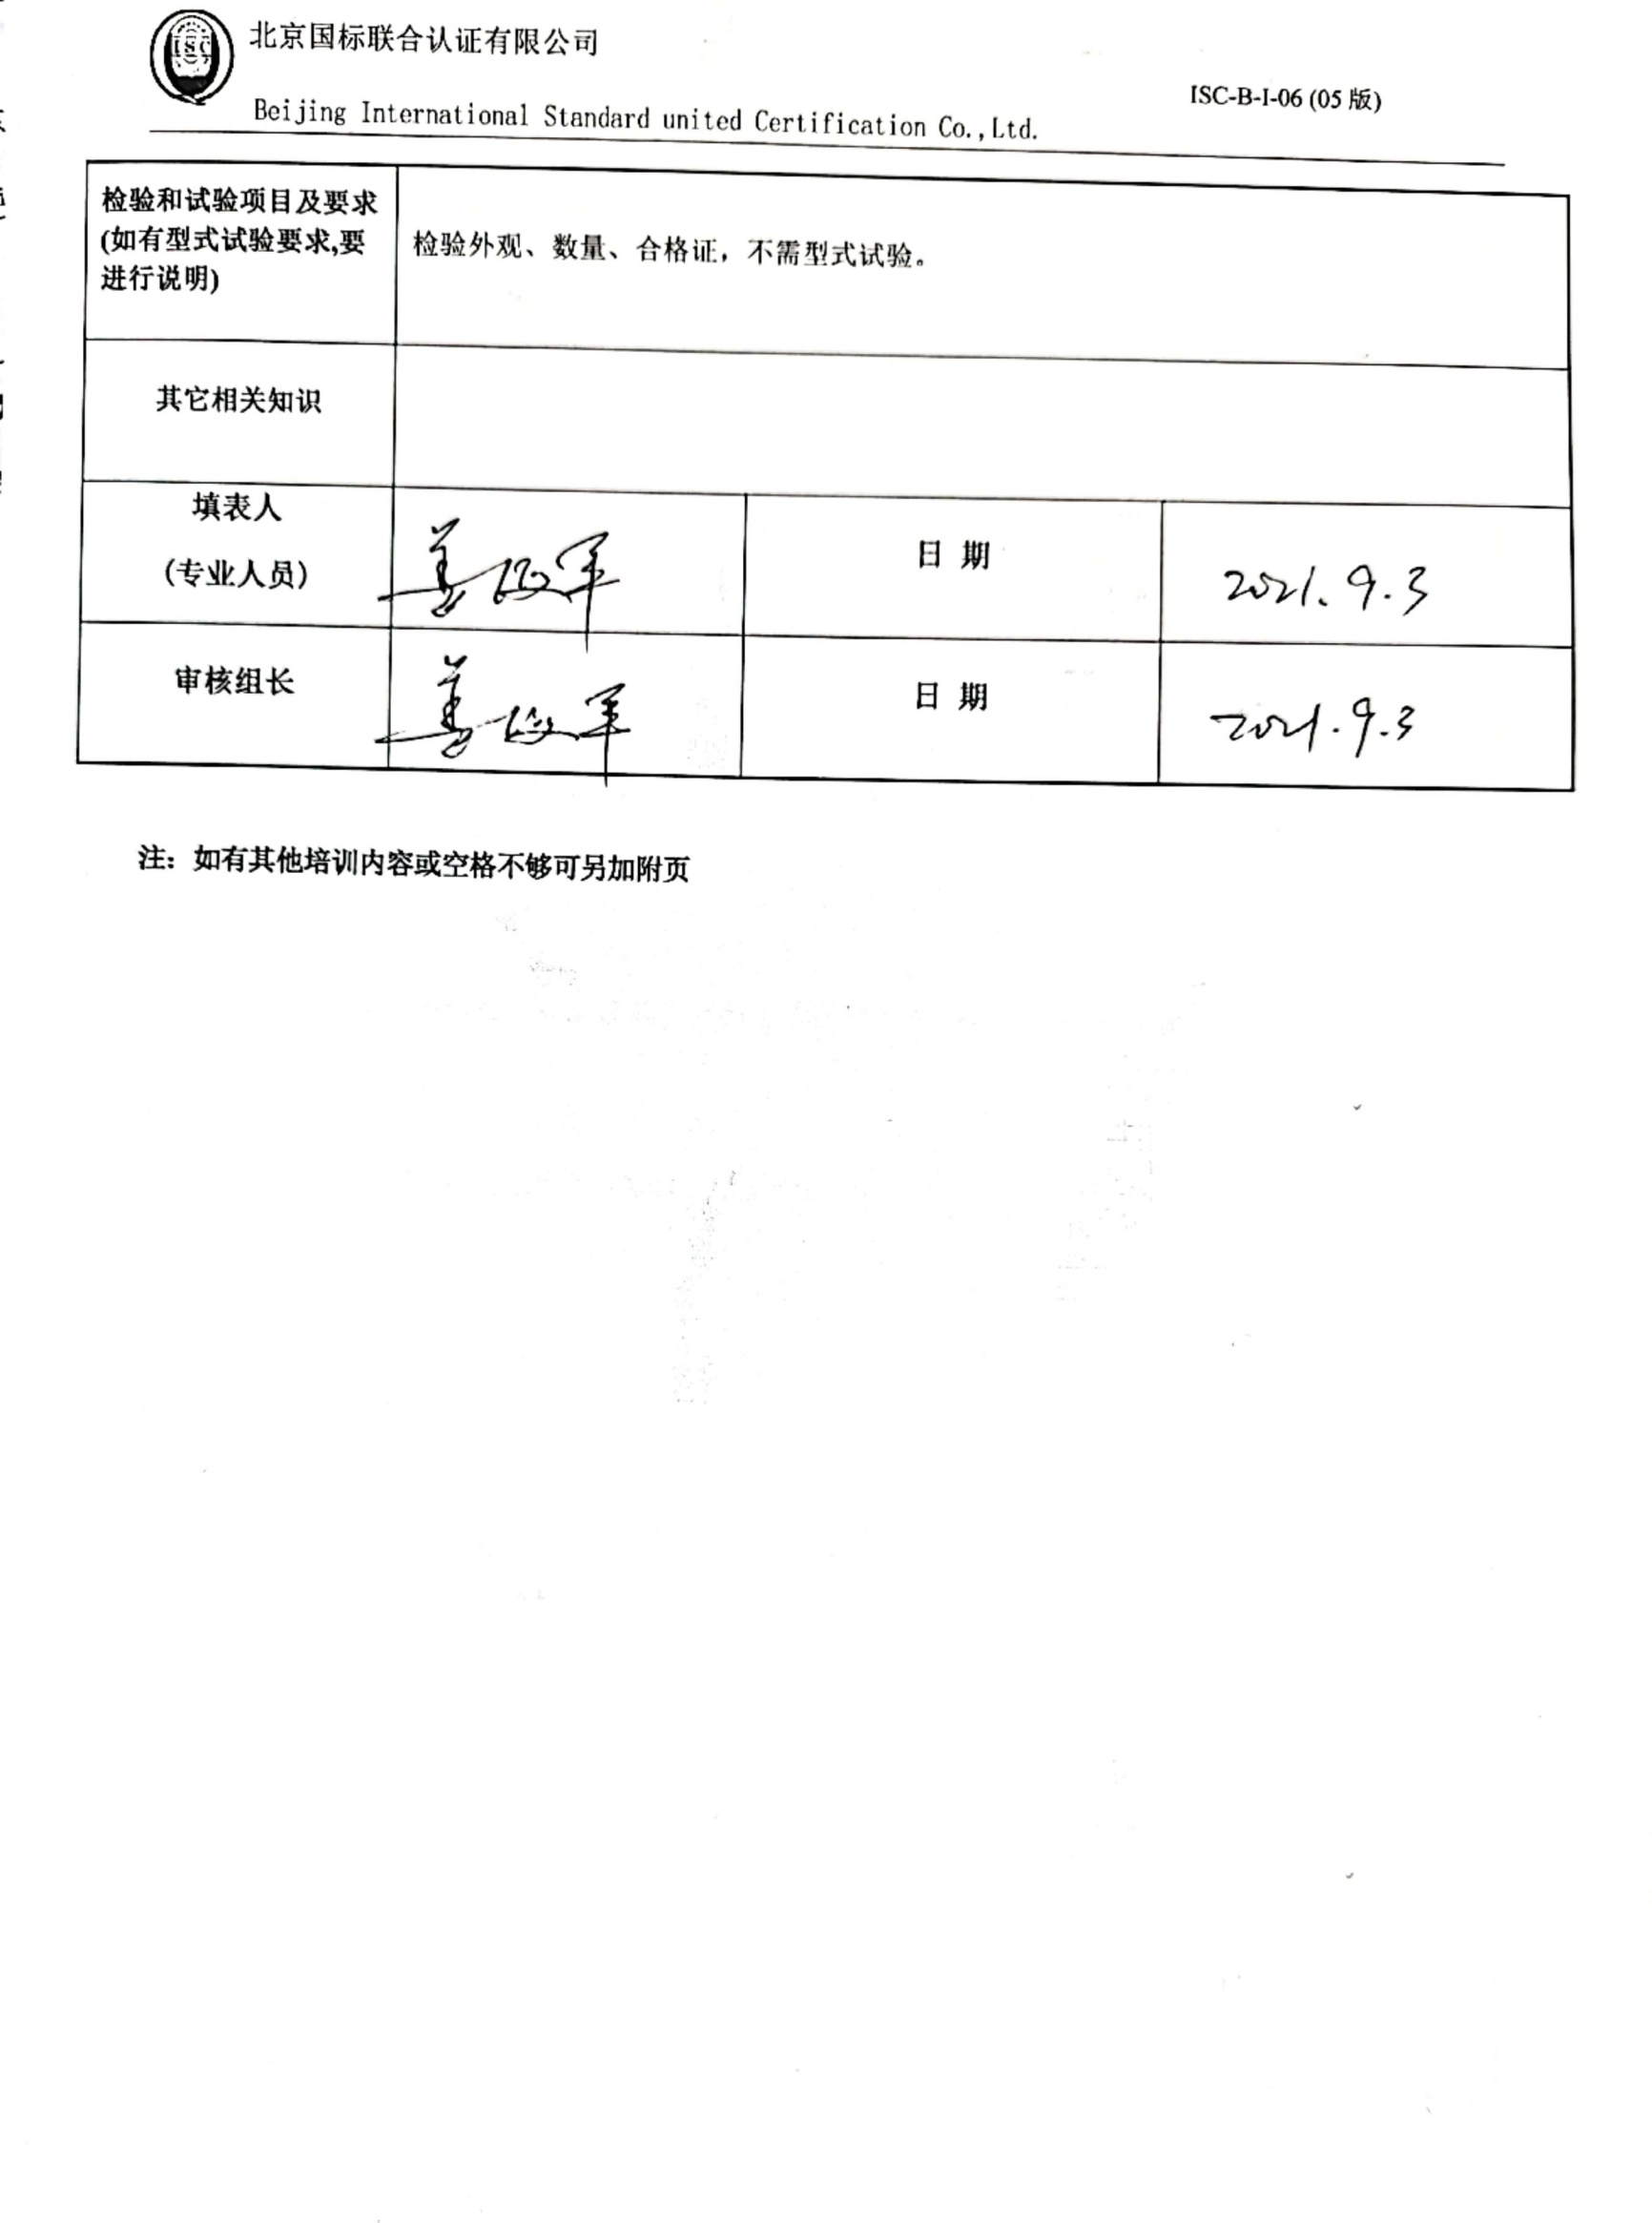 ISC
北京国标联合认证有限公司
ISC-B-I-06 (05 版)
Beijing International Standard united Certification Co.,Ltd.
检验和试验项目及要求
(如有型式试验要求,要
进行说明)
检验外观、数量、合格证，不需型式试验。
其它相关知识
填表人
(专业人员)
日 期
2021.9.3
审核组长
日 期
2021.9.3
注：如有其他培训内容或空格不够可另加附页